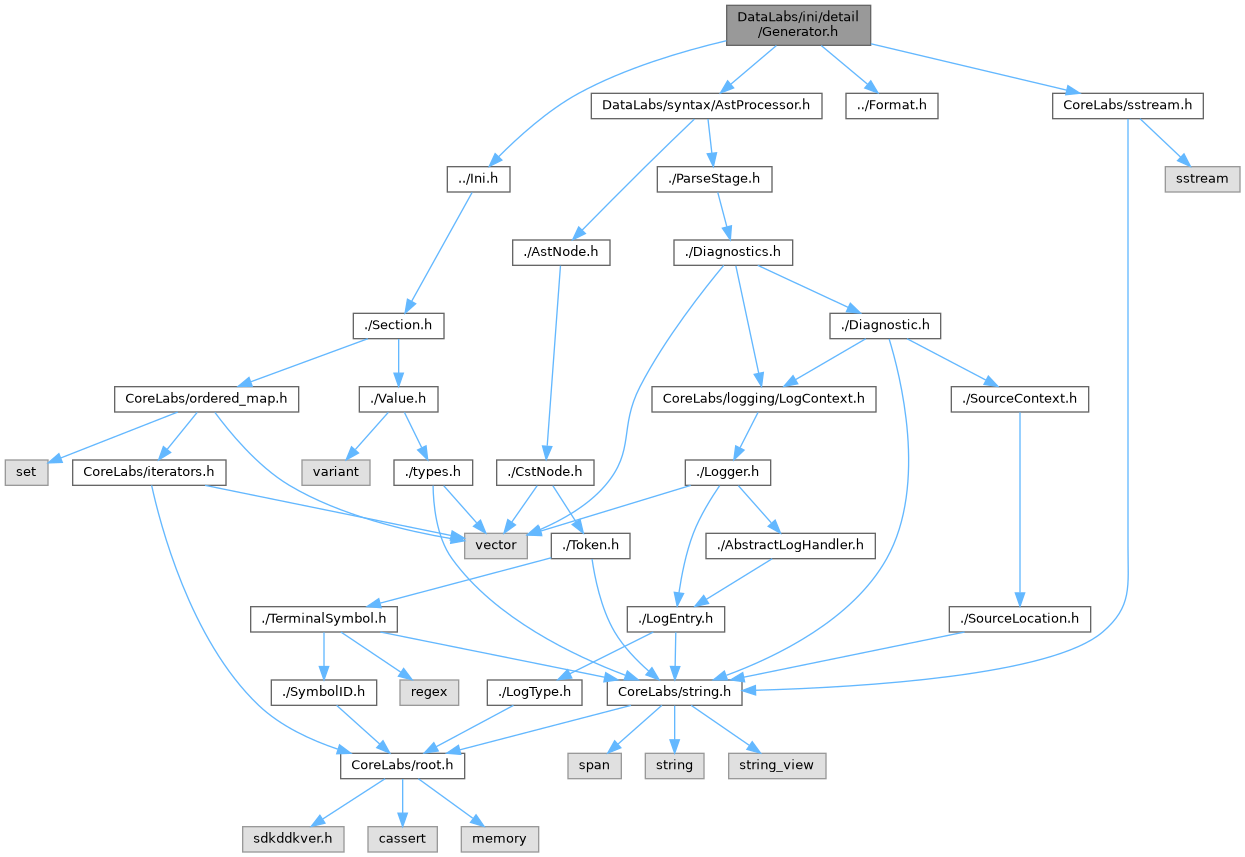 DataLabs/ini/detail
/Generator.h
DataLabs/syntax/AstProcessor.h
../Format.h
CoreLabs/sstream.h
../Ini.h
./ParseStage.h
sstream
./AstNode.h
./Diagnostics.h
./Section.h
./Diagnostic.h
CoreLabs/ordered_map.h
./Value.h
CoreLabs/logging/LogContext.h
./SourceContext.h
set
CoreLabs/iterators.h
variant
./types.h
./CstNode.h
./Logger.h
vector
./Token.h
./AbstractLogHandler.h
./TerminalSymbol.h
./LogEntry.h
./SourceLocation.h
./SymbolID.h
regex
./LogType.h
CoreLabs/string.h
CoreLabs/root.h
span
string
string_view
sdkddkver.h
cassert
memory